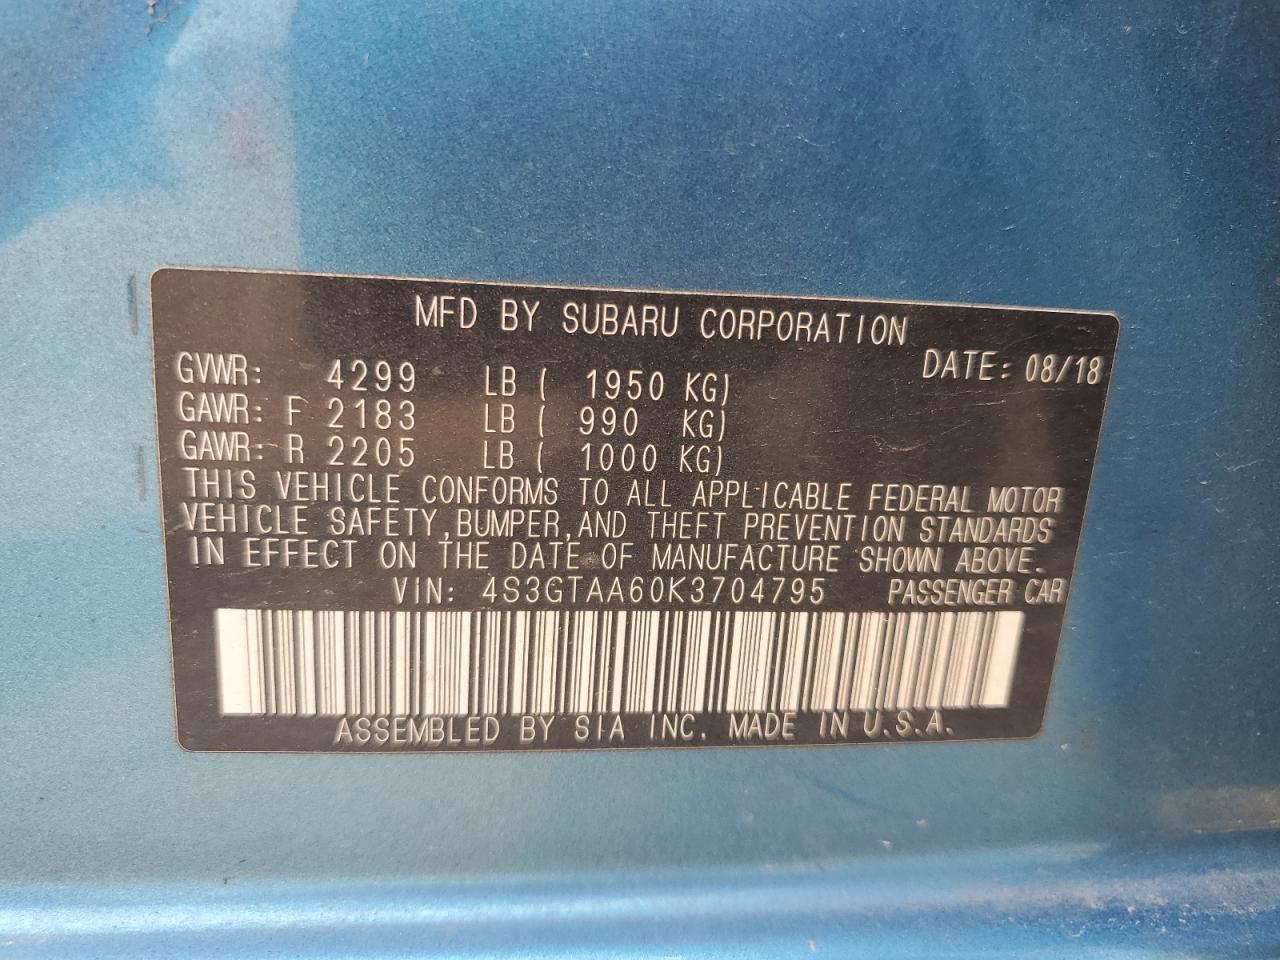 MFD BY SUBARU CORPORATION
DATE: 08/18
GVWR: 4299 LB ( 1950 KG)
GAWR: F 2183 LB ( 990 KG)
GAWR: R 2205 LB ( 1000 KG)
THIS VEHICLE CONFORMS TO ALL APPLICABLE FEDERAL MOTOR
VEHICLE SAFETY,BUMPER,AND THEFT PREVENTION STANDARDS
IN EFFECT ON THE DATE OF MANUFACTURE SHOWN ABOVE.
VIN: 4S3GTAA60K3704795 PASSENGER CAR
ASSEMBLED BY SIA INC. MADE IN U.S.A.